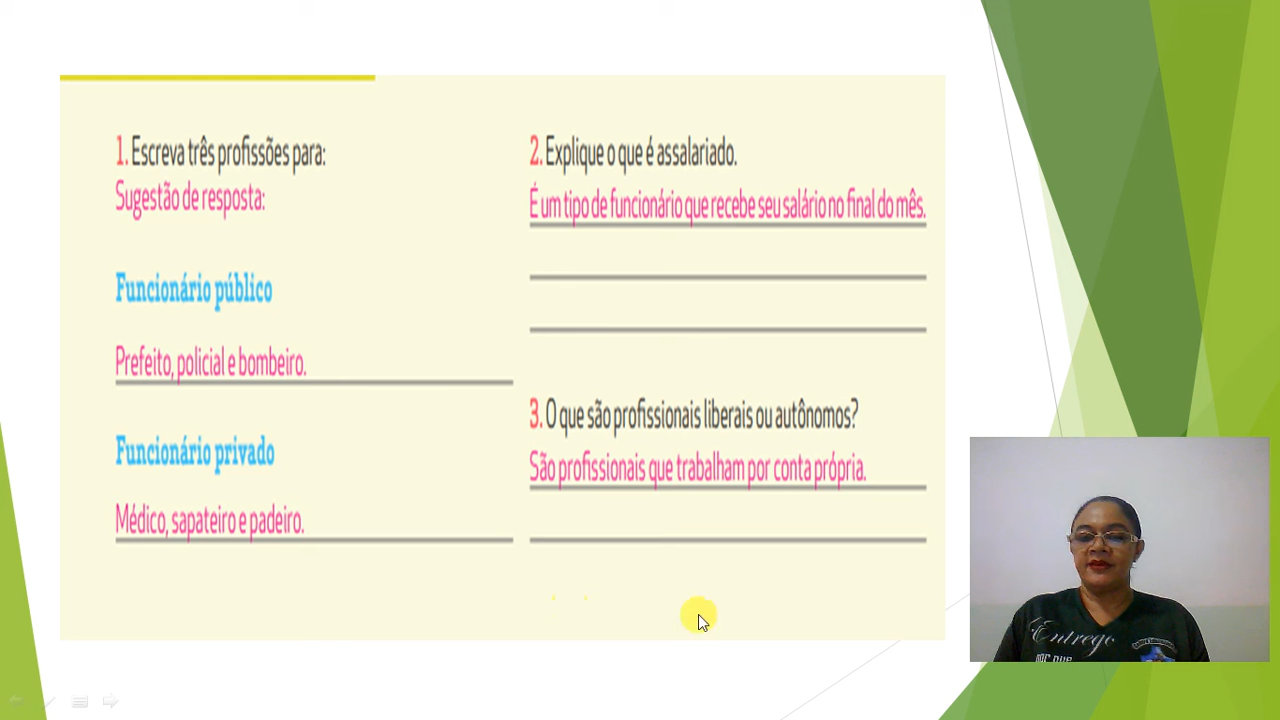 1. Escreva três profissões para:
Sugestão de resposta:
Funcionário público
Prefeito, policial e bombeiro.
Funcionário privado
Médico, sapateiro e padeiro.
2. Explique o que é assalariado.
É um tipo de funcionário que recebe seu salário no final do mês.
3. O que são profissionais liberais ou autônomos?
São profissionais que trabalham por conta própria.
Entrego